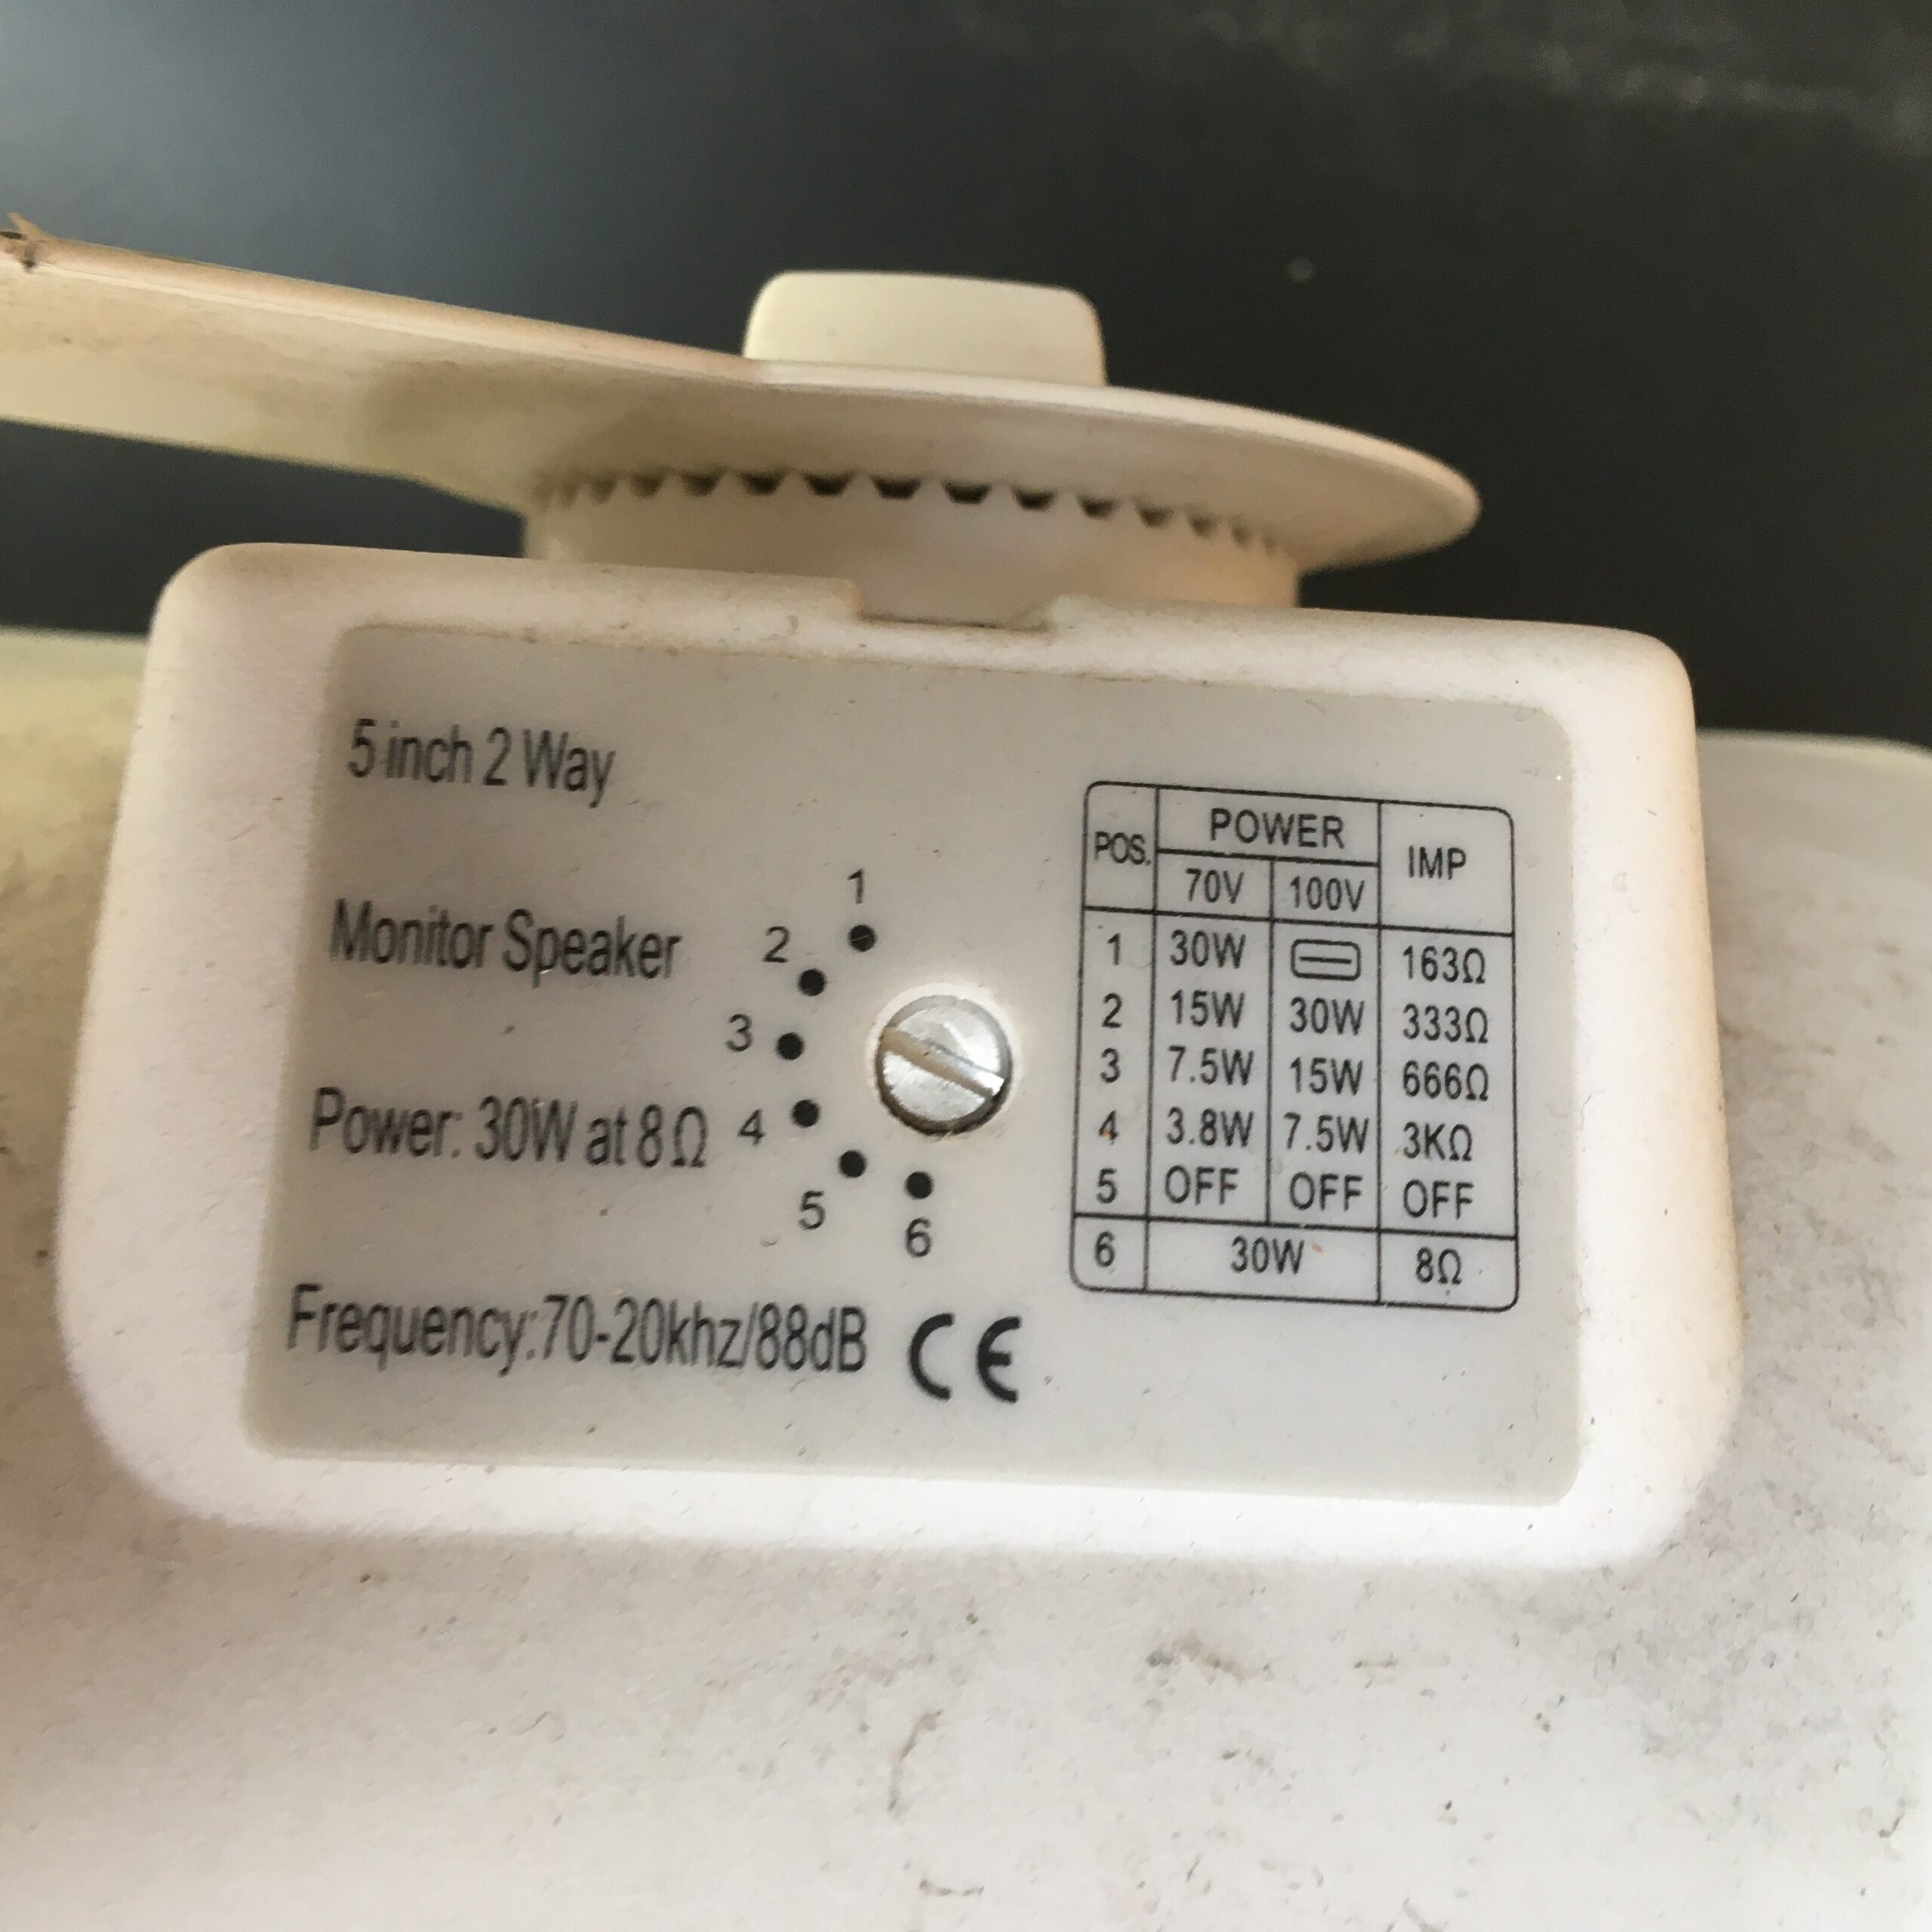 5 inch 2 Way
Monitor Speaker
Power: 30W at 8Ω
Frequency:70-20khz/88dB CE
1
2
3
4
5
6
POS. POWER IMP
70V 100V
1 30W 163Ω
2 15W 30W 333Ω
3 7.5W 15W 666Ω
4 3.8W 7.5W 3KΩ
5 OFF OFF OFF
6 30W 8Ω